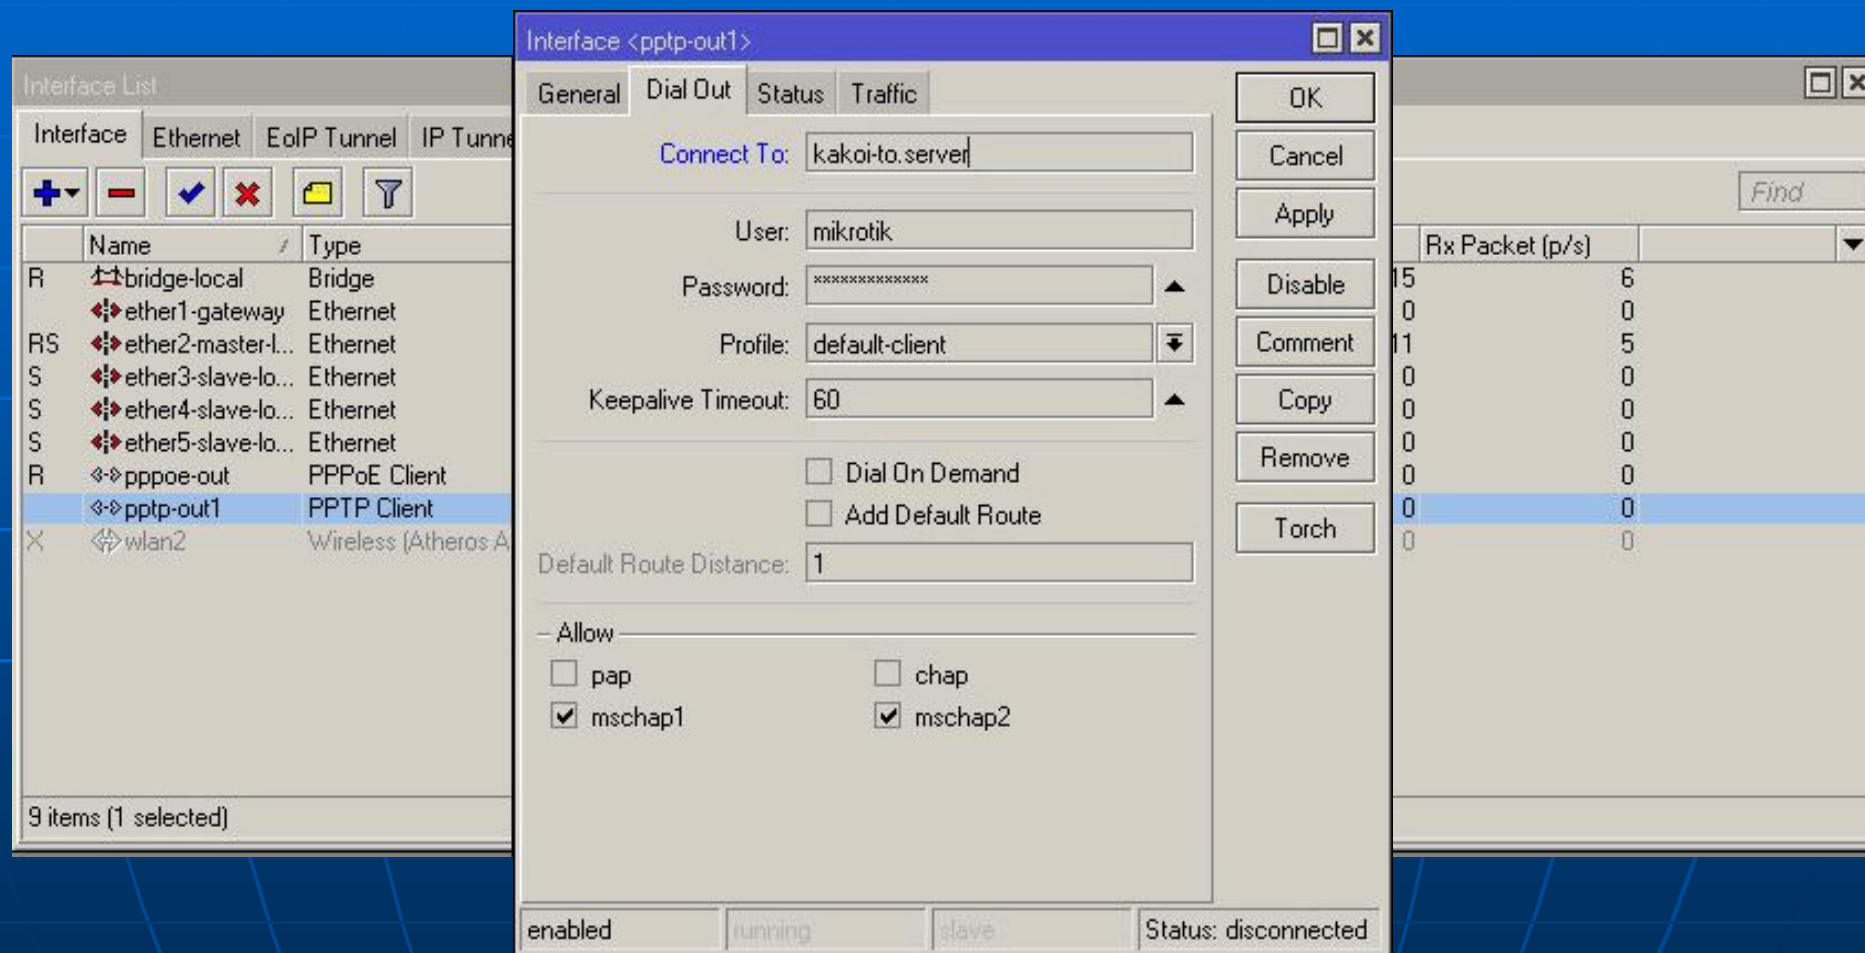 Interface <pptp-out1>
General Dial Out Status Traffic
Connect To: kakoi-to.server
User: mikrotik
Password: *************
Profile: default-client
Keepalive Timeout: 60
Dial On Demand
Add Default Route
Default Route Distance: 1
Allow
pap chap
mschap1 mschap2
enabled running slave Status: disconnected
OK
Cancel
Apply
Disable
Comment
Copy
Remove
Torch
Interface List
Interface Ethernet EoIP Tunnel IP Tunne
Find
Name / Type Rx Packet (p/s)
R bridge-local Bridge 15 6
ether1-gateway Ethernet 0 0
RS ether2-master-l... Ethernet 11 5
S ether3-slave-lo... Ethernet 0 0
S ether4-slave-lo... Ethernet 0 0
S ether5-slave-lo... Ethernet 0 0
R pppoe-out PPPoE Client 0 0
pptp-out1 PPTP Client 0 0
X wlan2 Wireless (Atheros A 0 0
9 items (1 selected)